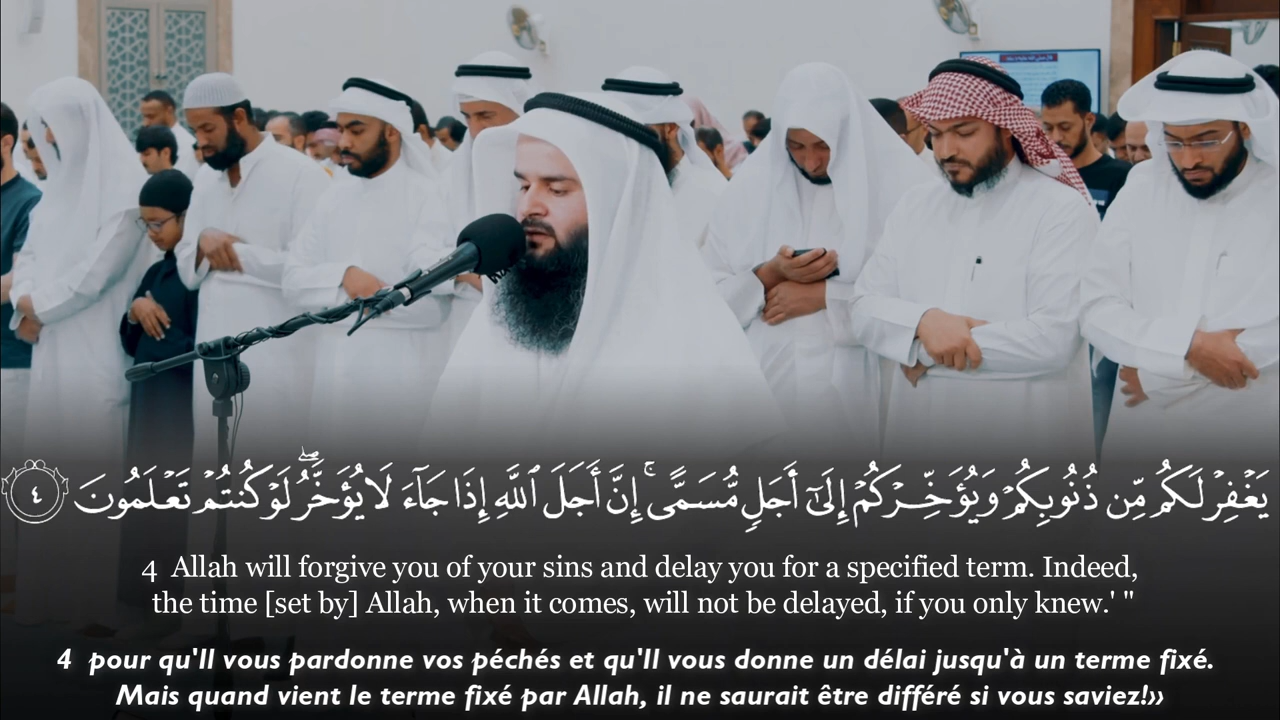 يَغْفِرْ لَكُم مِّن ذُنُوبِكُمْ وَيُؤَخِّرْكُمْ إِلَىٰٓ أَجَلٍ مُّسَمًّى ۚ إِنَّ أَجَلَ ٱللَّهِ إِذَا جَآءَ لَا يُؤَخَّرُ ۖ لَوْ كُنتُمْ تَعْلَمُونَ ٤
4 Allah will forgive you of your sins and delay you for a specified term. Indeed,
the time [set by] Allah, when it comes, will not be delayed, if you only knew.' "
4 pour qu'Il vous pardonne vos péchés et qu'Il vous donne un délai jusqu'à un terme fixé.
Mais quand vient le terme fixé par Allah, il ne saurait être différé si vous saviez!»